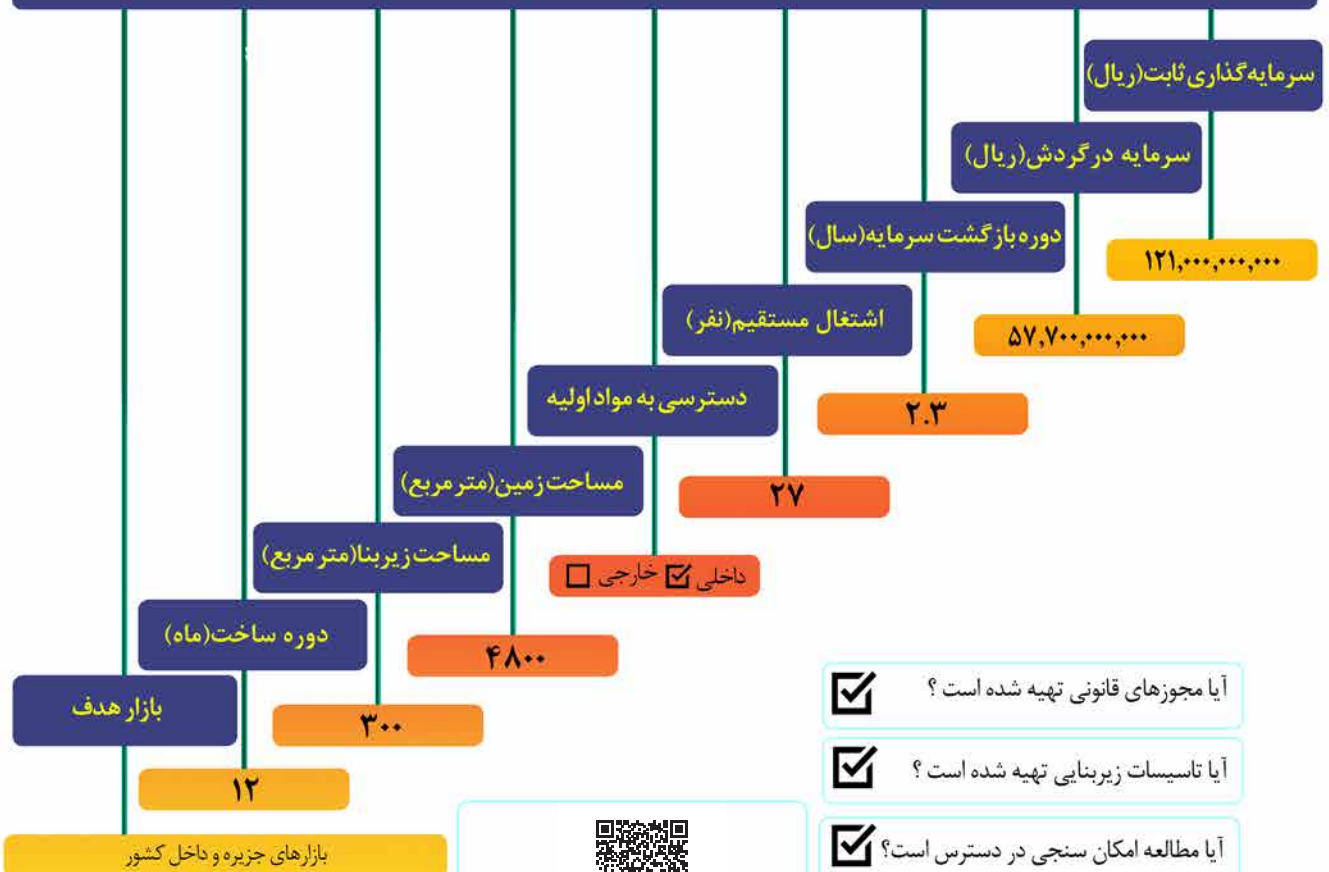 سرمایه‌گذاری ثابت(ریال)
۱۲۱,۰۰۰,۰۰۰,۰۰۰
سرمایه در گردش(ریال)
۵۷,۷۰۰,۰۰۰,۰۰۰
دوره بازگشت سرمایه(سال)
۲.۳
اشتغال مستقیم(نفر)
۲۷
دسترسی به مواد اولیه
داخلی ☑ خارجی ☐
مساحت زمین(متر مربع)
۴۸۰۰
مساحت زیربنا(متر مربع)
۳۰۰
دوره ساخت(ماه)
۱۲
بازار هدف
بازارهای جزیره و داخل کشور
آیا مجوزهای قانونی تهیه شده است ؟ ☑
آیا تاسیسات زیربنایی تهیه شده است ؟ ☑
آیا مطالعه امکان سنجی در دسترس است؟ ☑